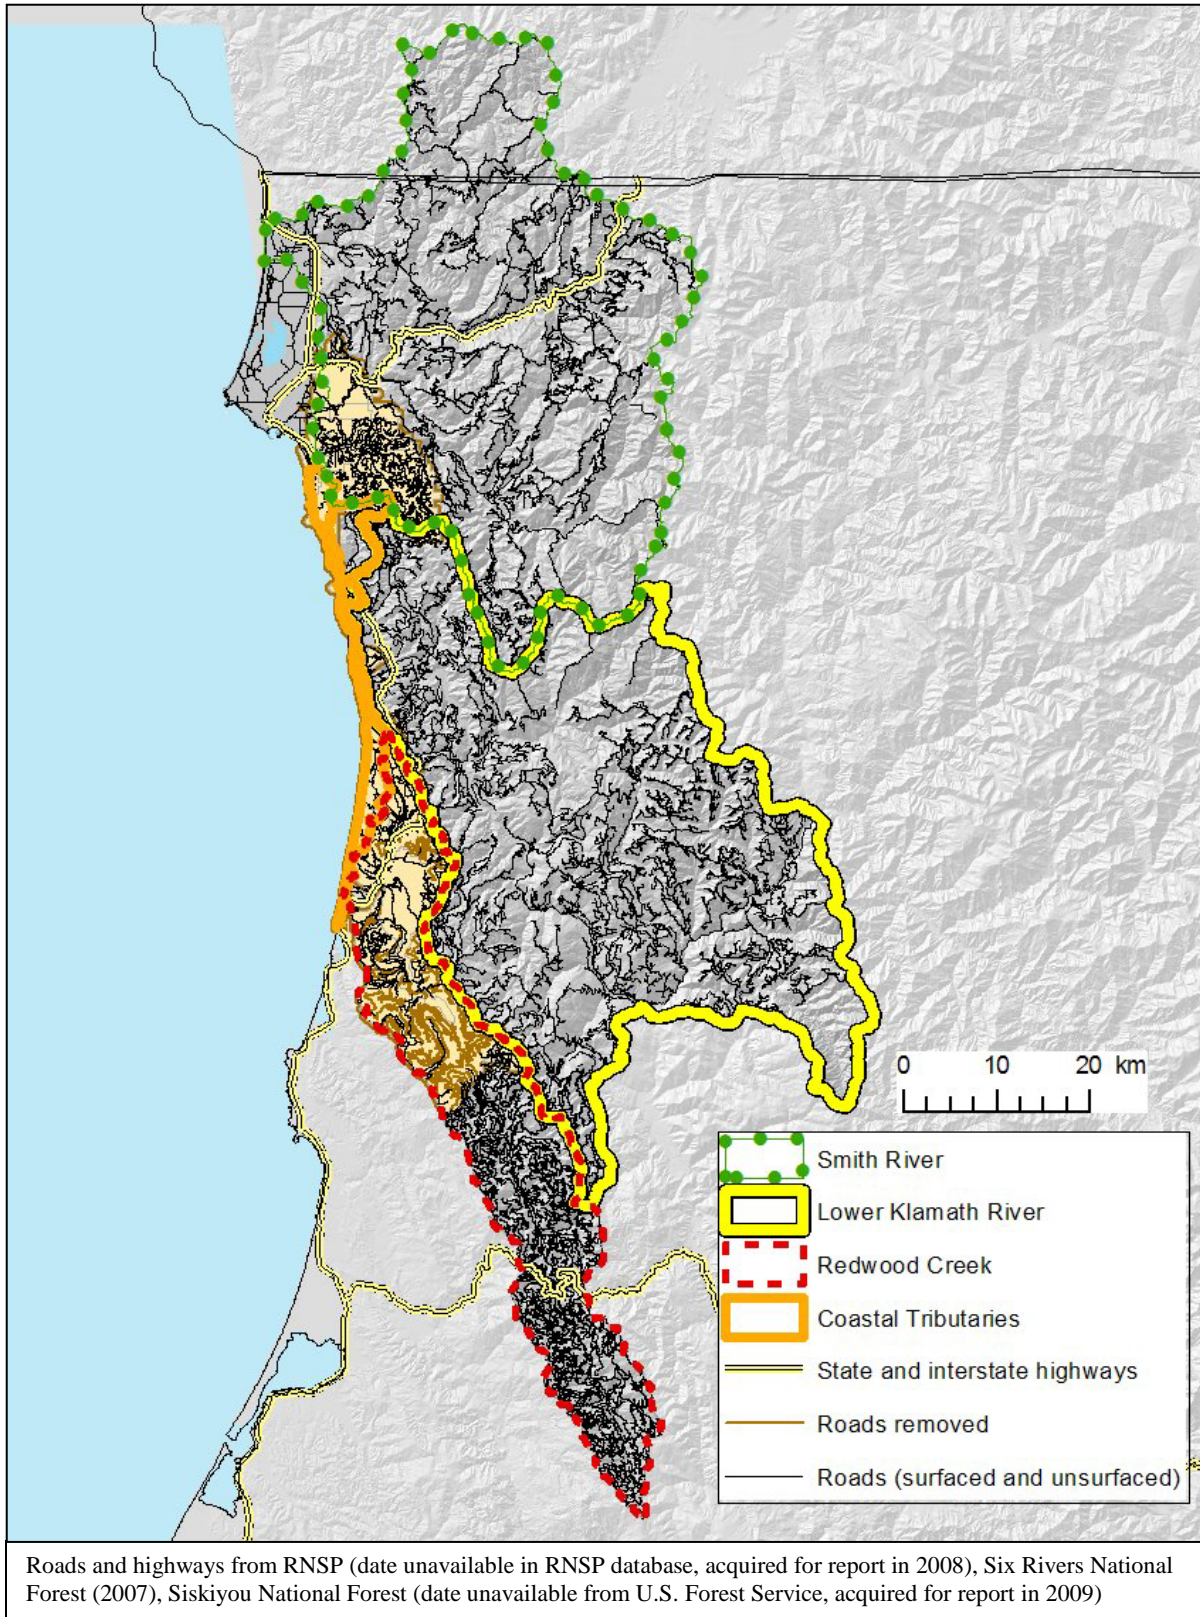 0 10 20 km
Smith River
Lower Klamath River
Redwood Creek
Coastal Tributaries
State and interstate highways
Roads removed
Roads (surfaced and unsurfaced)
Roads and highways from RNSP (date unavailable in RNSP database, acquired for report in 2008), Six Rivers National
Forest (2007), Siskiyou National Forest (date unavailable from U.S. Forest Service, acquired for report in 2009)